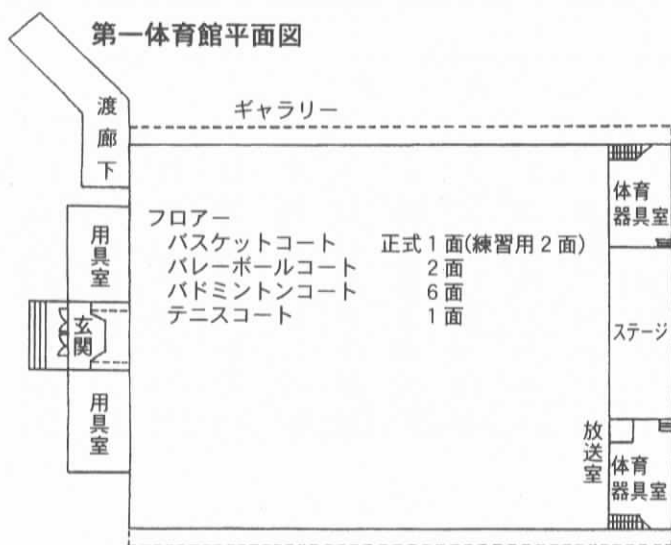 第一体育館平面図
渡廊下
ギャラリー
体育
器具室
用具室
フロアー
バスケットコート 正式1面(練習用2面)
バレーボールコート 2面
バドミントンコート 6面
テニスコート 1面
玄関
ステージ
用具室
放送室
体育
器具室